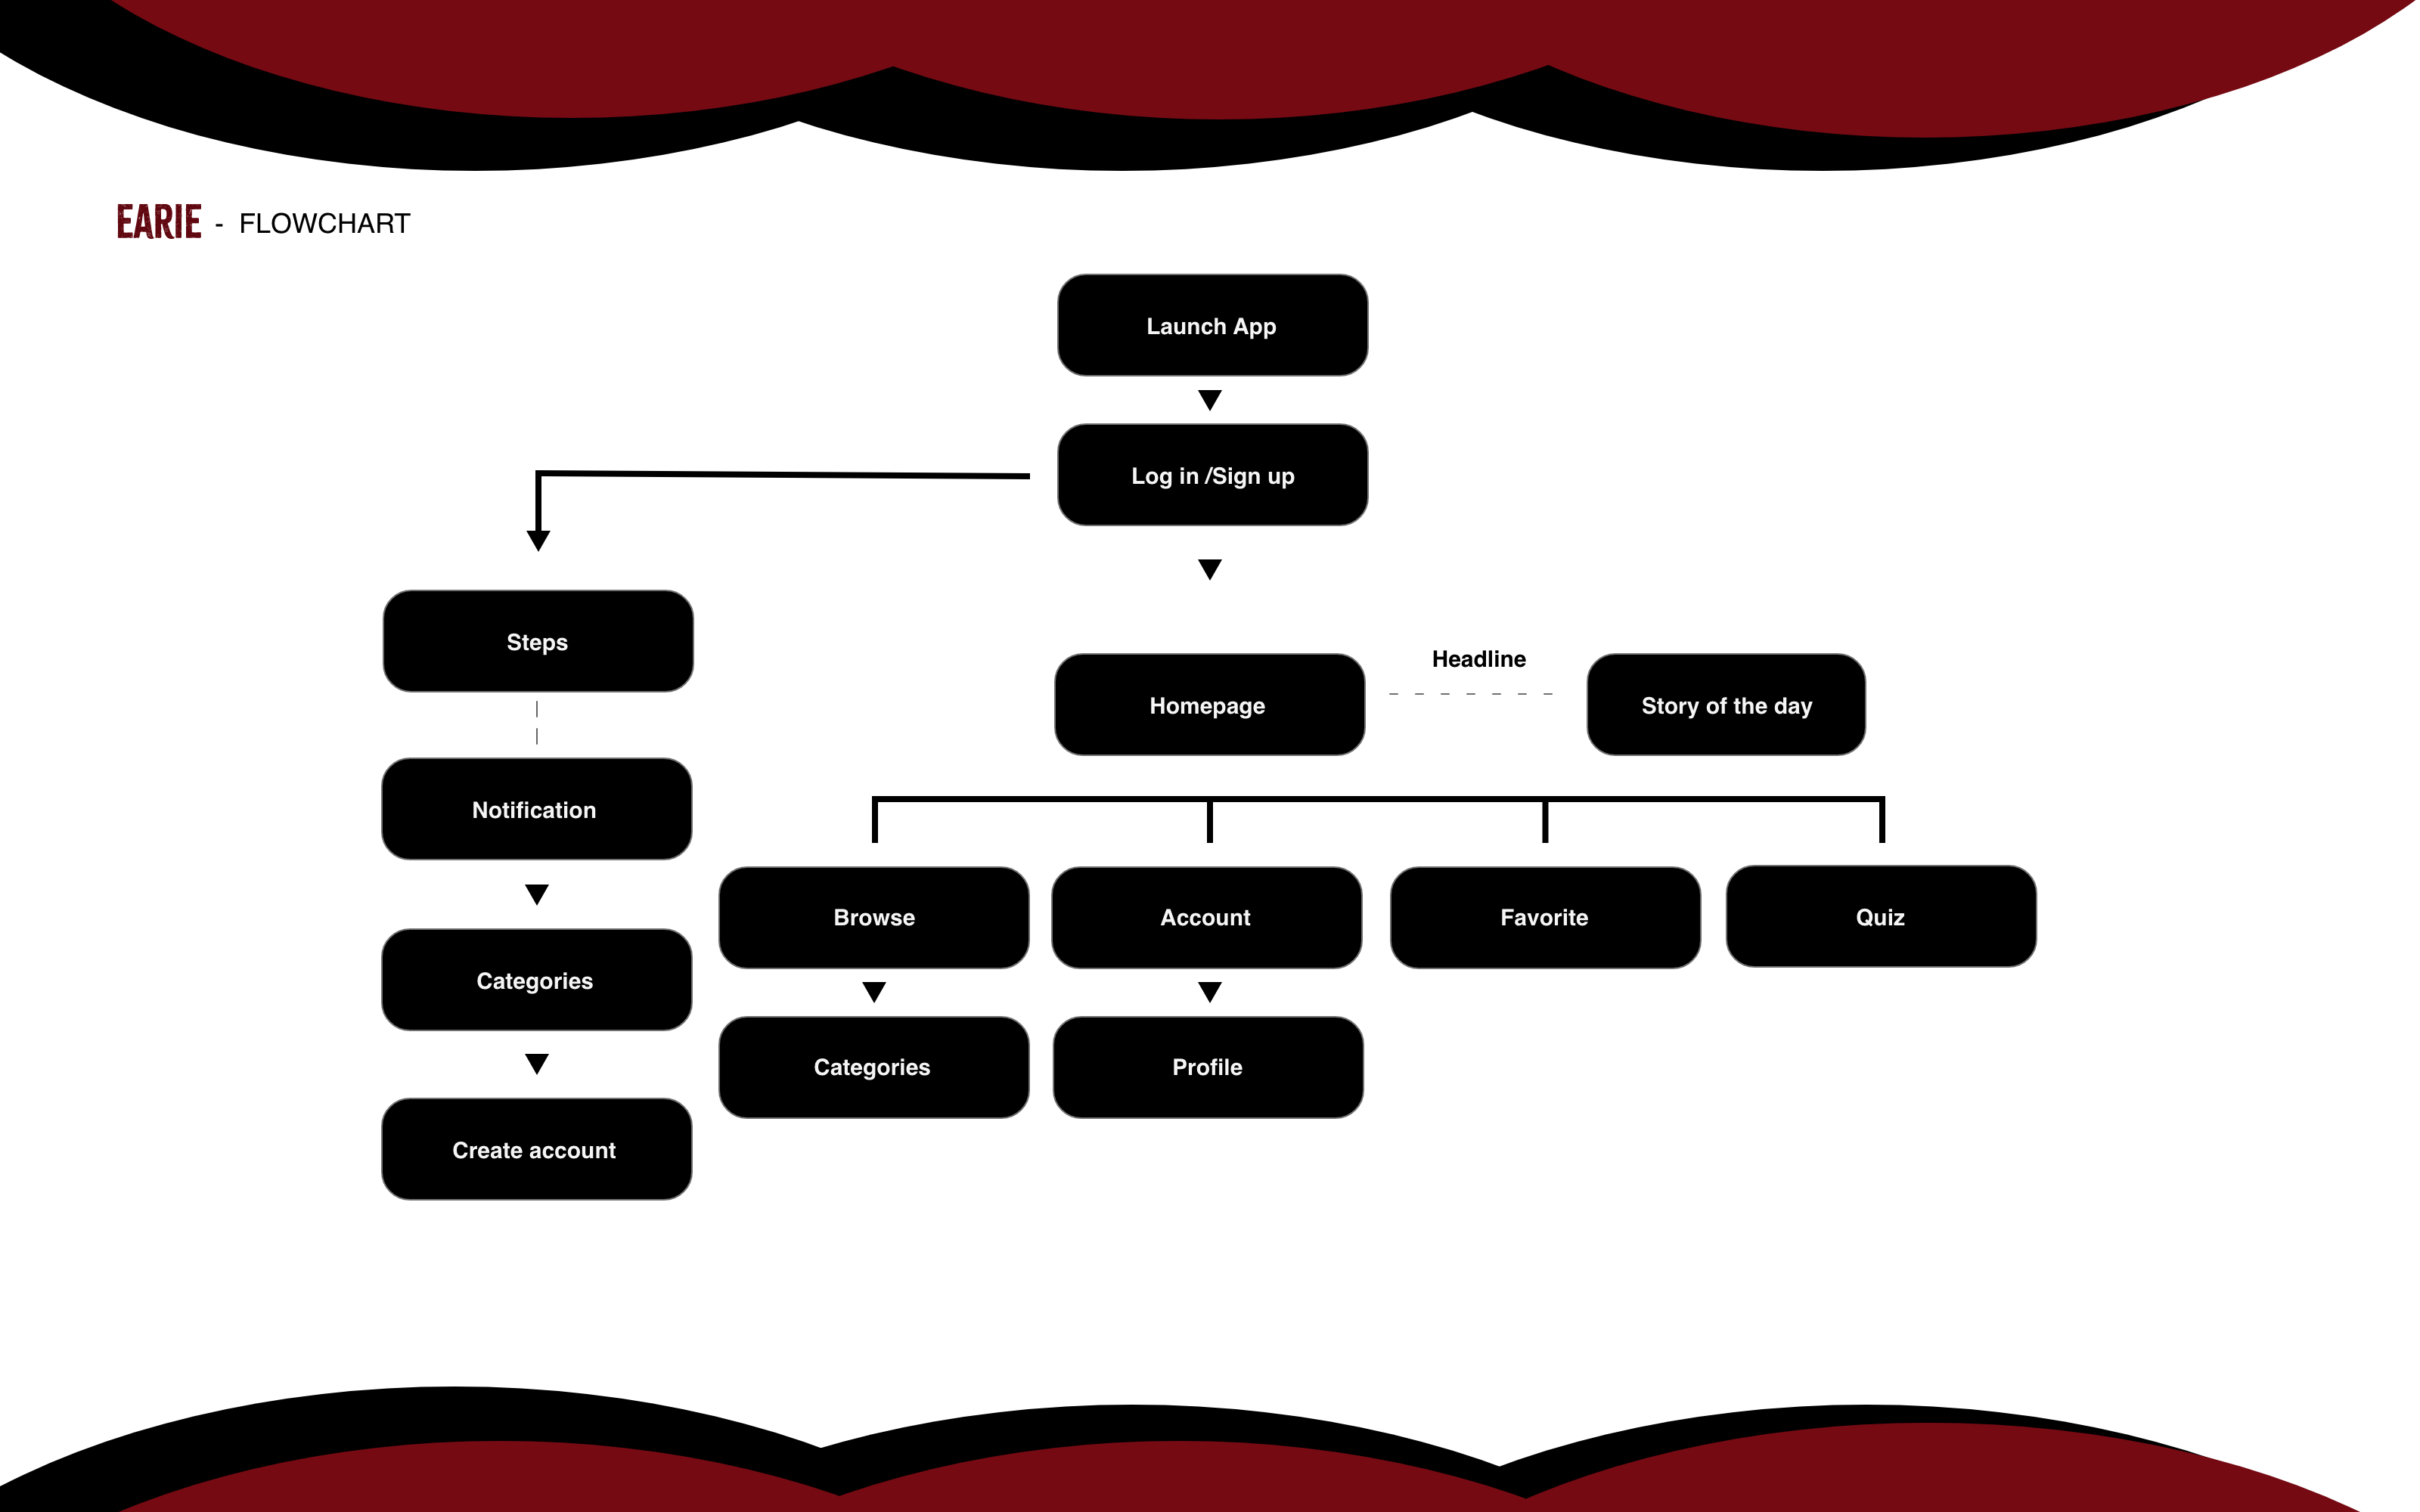 EARIE - FLOWCHART
Launch App
Log in /Sign up
Steps
Notification
Categories
Create account
Homepage
Headline
Story of the day
Browse
Account
Favorite
Quiz
Categories
Profile